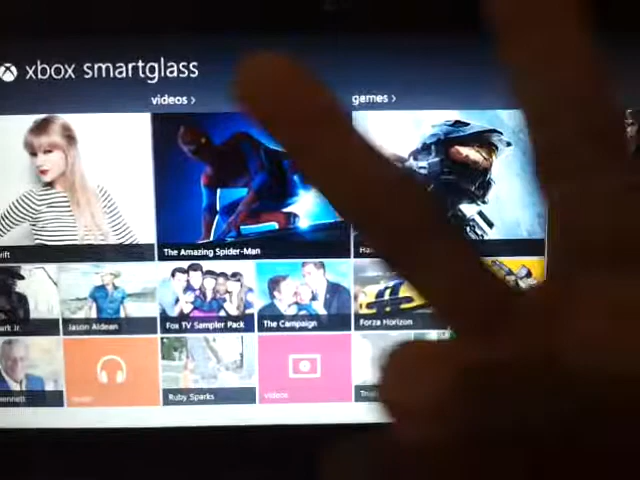 xbox smartglass
videos >
games >
The Amazing Spider-Man
Jason Aldean
Fox TV Sampler Pack
The Campaign
Forza Horizon
Ruby Sparks
videos